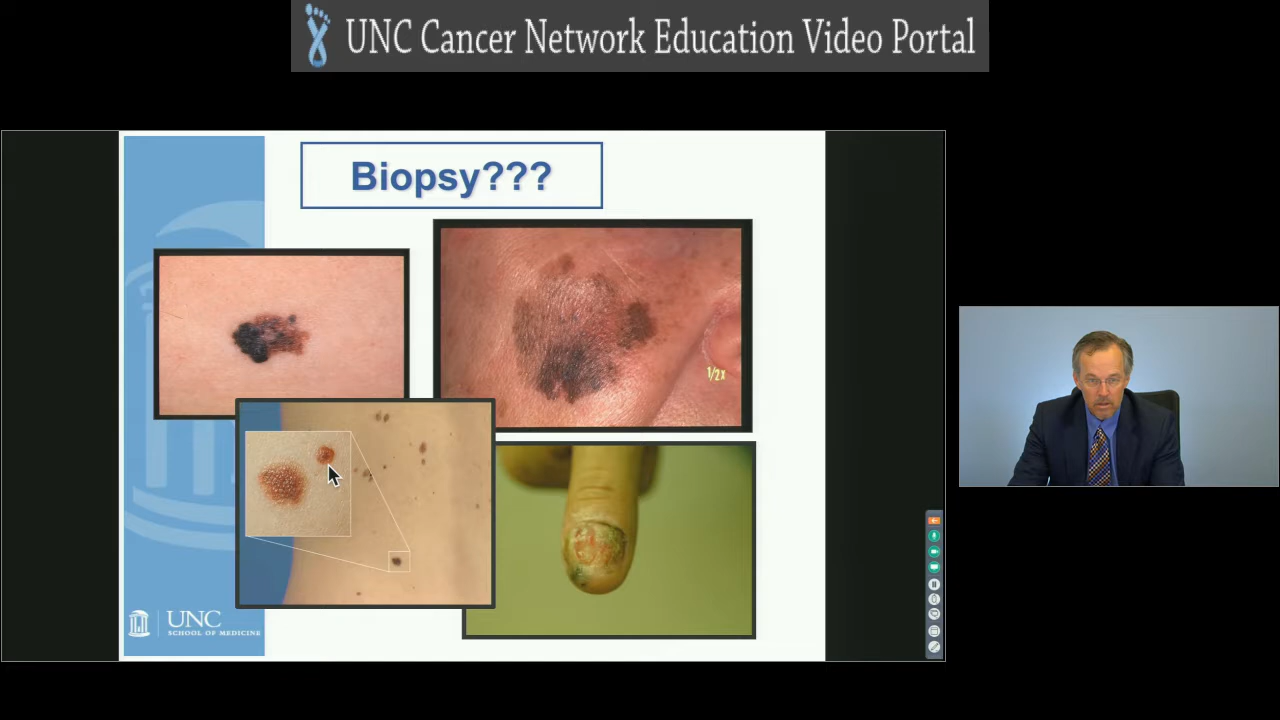 UNC Cancer Network Education Video Portal
Biopsy???
1/2x
UNC
SCHOOL OF MEDICINE